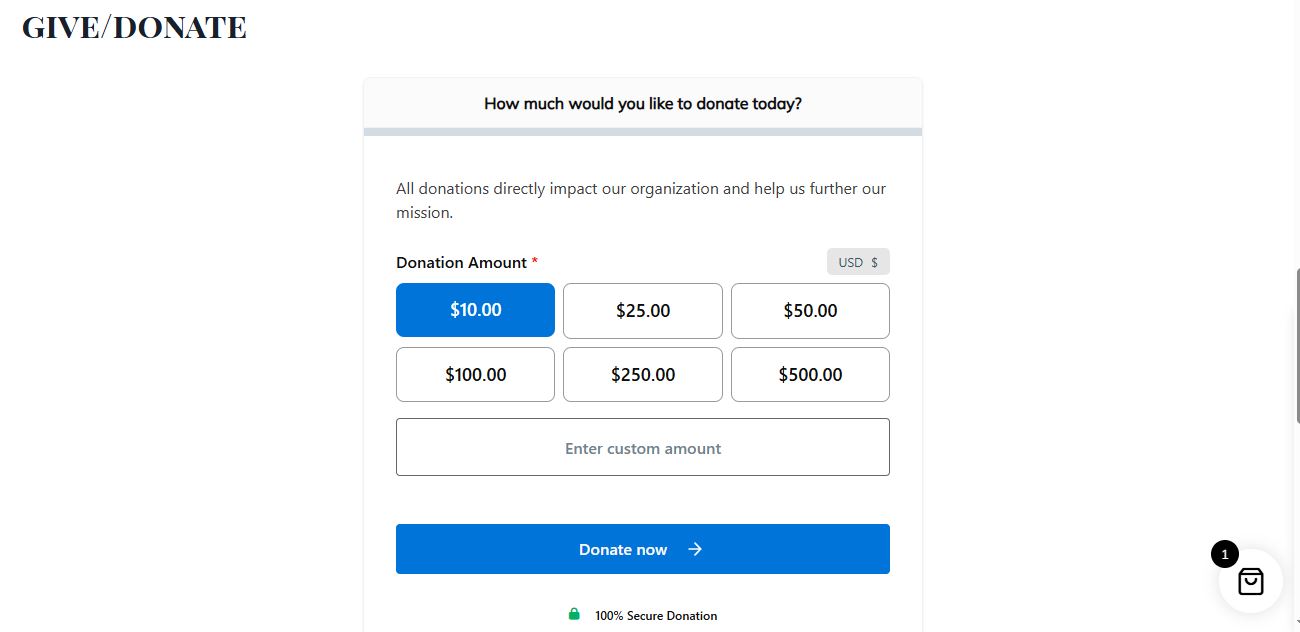 GIVE/DONATE
How much would you like to donate today?
All donations directly impact our organization and help us further our
mission.
Donation Amount *
USD $
$10.00
$25.00
$50.00
$100.00
$250.00
$500.00
Enter custom amount
Donate now →
1
100% Secure Donation